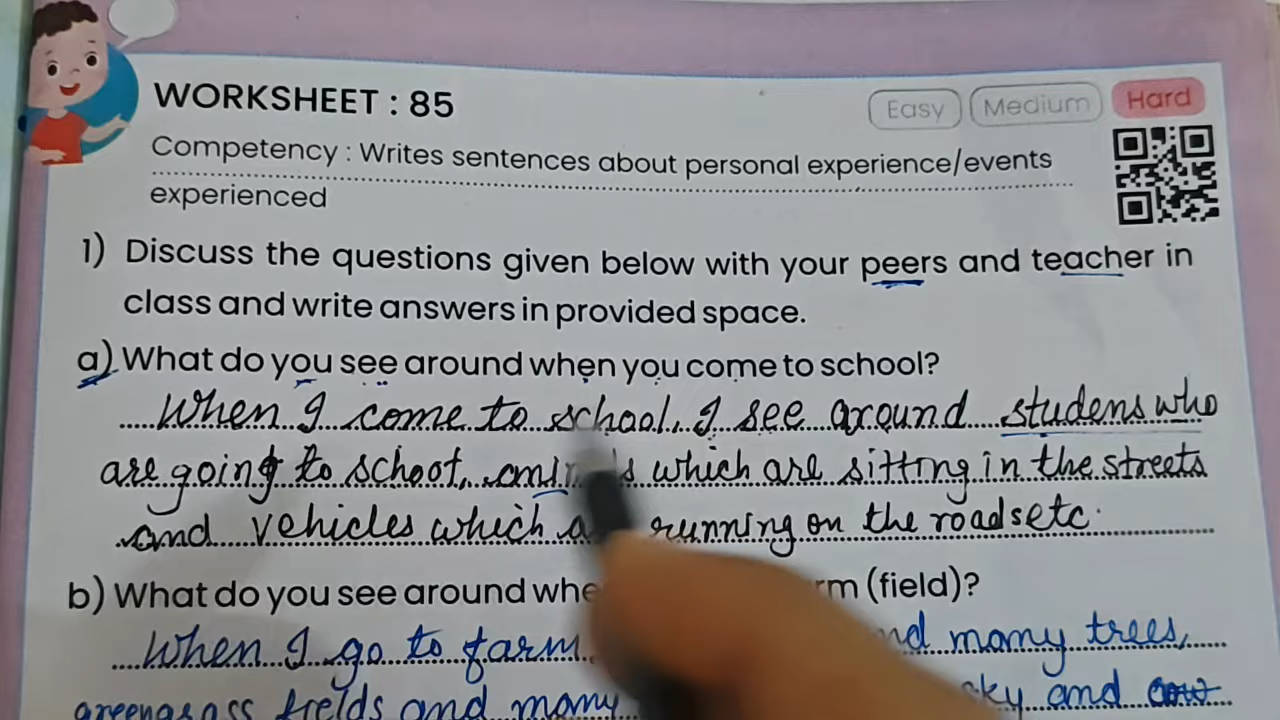 WORKSHEET : 85
Easy Medium Hard
Competency : Writes sentences about personal experience/events
experienced
1) Discuss the questions given below with your peers and teacher in
class and write answers in provided space.
a) What do you see around when you come to school?
When I come to school, I see around studens who
are going to school, which are sitting in the streets
and vehicles which running on the roads etc.
b) What do you see around (field)?
When I go to farm many trees,
greengrass fields and many and cow